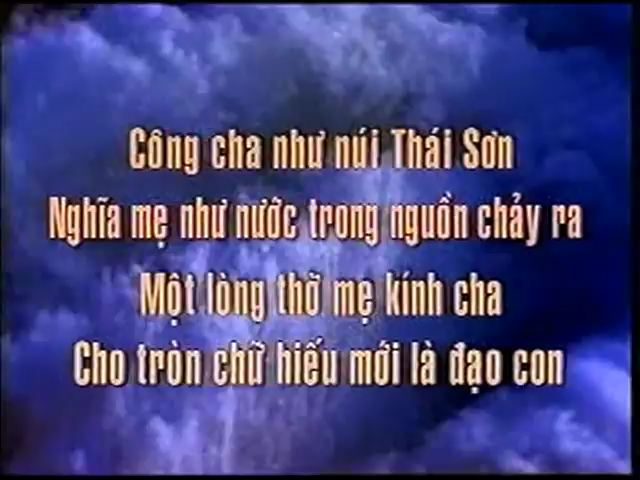 Công cha như núi Thái Sơn
Nghĩa mẹ như nước trong nguồn chảy ra
Một lòng thờ mẹ kính cha
Cho tròn chữ hiếu mới là đạo con